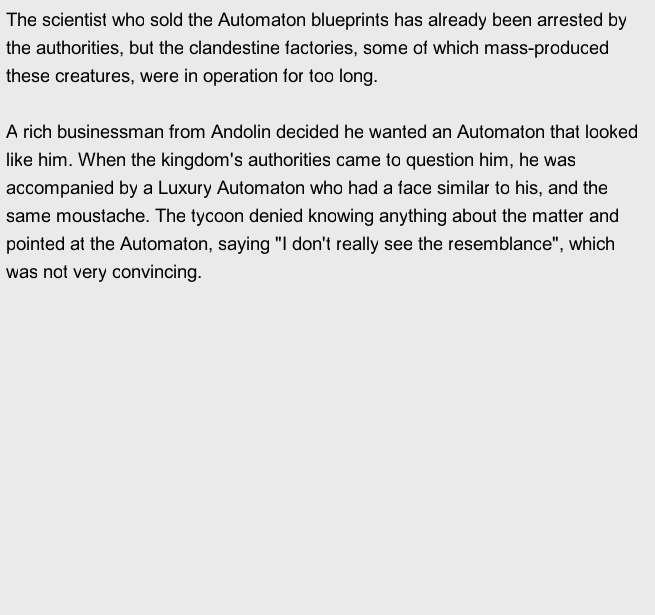 The scientist who sold the Automaton blueprints has already been arrested by
the authorities, but the clandestine factories, some of which mass-produced
these creatures, were in operation for too long.

A rich businessman from Andolin decided he wanted an Automaton that looked
like him. When the kingdom's authorities came to question him, he was
accompanied by a Luxury Automaton who had a face similar to his, and the
same moustache. The tycoon denied knowing anything about the matter and
pointed at the Automaton, saying "I don't really see the resemblance", which
was not very convincing.